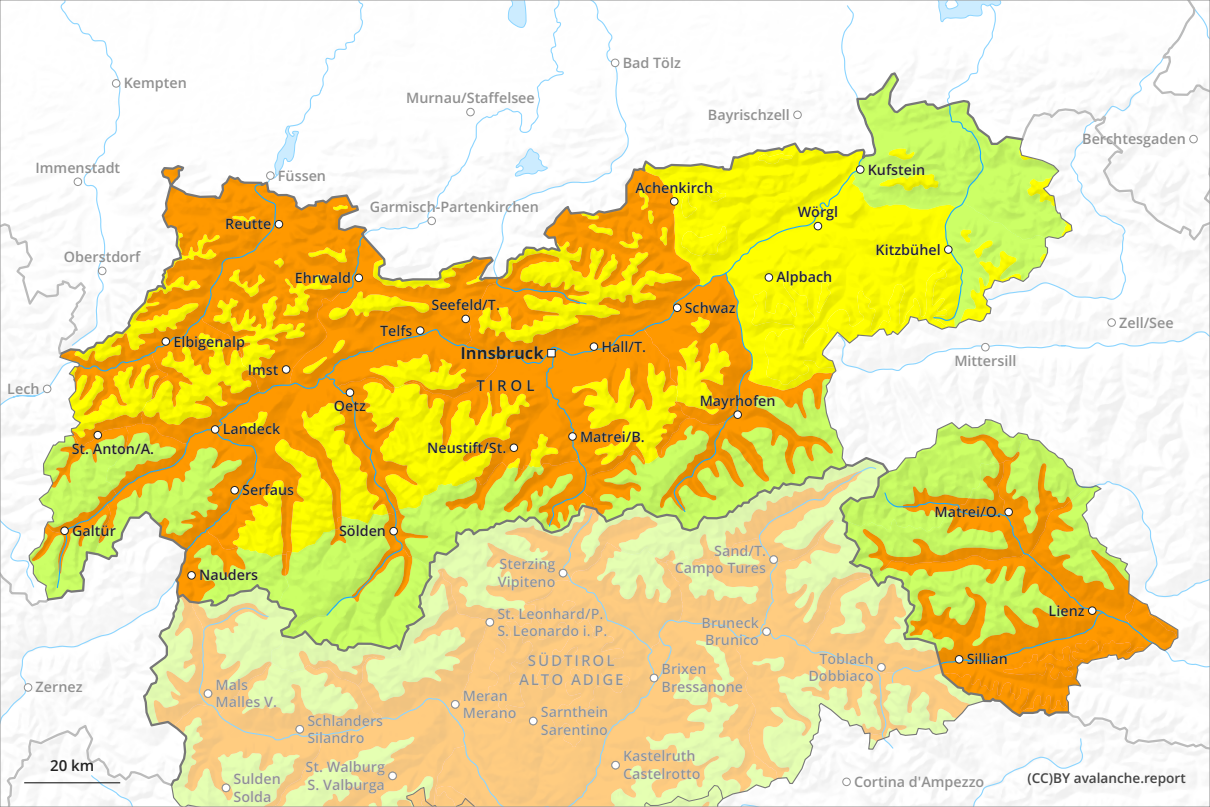 Bad Tölz
Kempten
Murnau/Staffelsee
Bayrischzell
Berchtesgaden
Immenstadt
Füssen
Kufstein
Achenkirch
Garmisch-Partenkirchen
Wörgl
Reutte
Kitzbühel
Oberstdorf
Ehrwald
Alpbach
Seefeld/T.
Schwaz
Zell/See
Telfs
Elbigenalp
Innsbruck
Hall/T.
Mittersill
Imst
TIROL
Lech
Oetz
Mayrhofen
Landeck
Matrei/B.
St. Anton/A.
Neustift/St.
Serfaus
Matrei/O.
Galtür
Sölden
Sand/T.
Campo Tures
Sterzing
Vipiteno
Nauders
Lienz
St. Leonhard/P.
S. Leonardo i. P.
Bruneck
Brunico
Sillian
SÜDTIROL
ALTO ADIGE
Toblach
Dobbiaco
Brixen
Bressanone
Zernez
Mals
Malles V.
Meran
Merano
Sarnthein
Sarentino
Schlanders
Silandro
Kastelruth
Castelrotto
St. Walburg
S. Valburga
20 km
Sulden
Solda
Cortina d'Ampezzo
(CC)BY avalanche.report